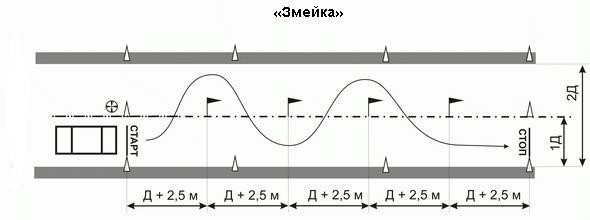 «Змейка»
СТАРТ
СТОП
2Д
1Д
Д + 2,5 м
Д + 2,5 м
Д + 2,5 м
Д + 2,5 м
Д + 2,5 м